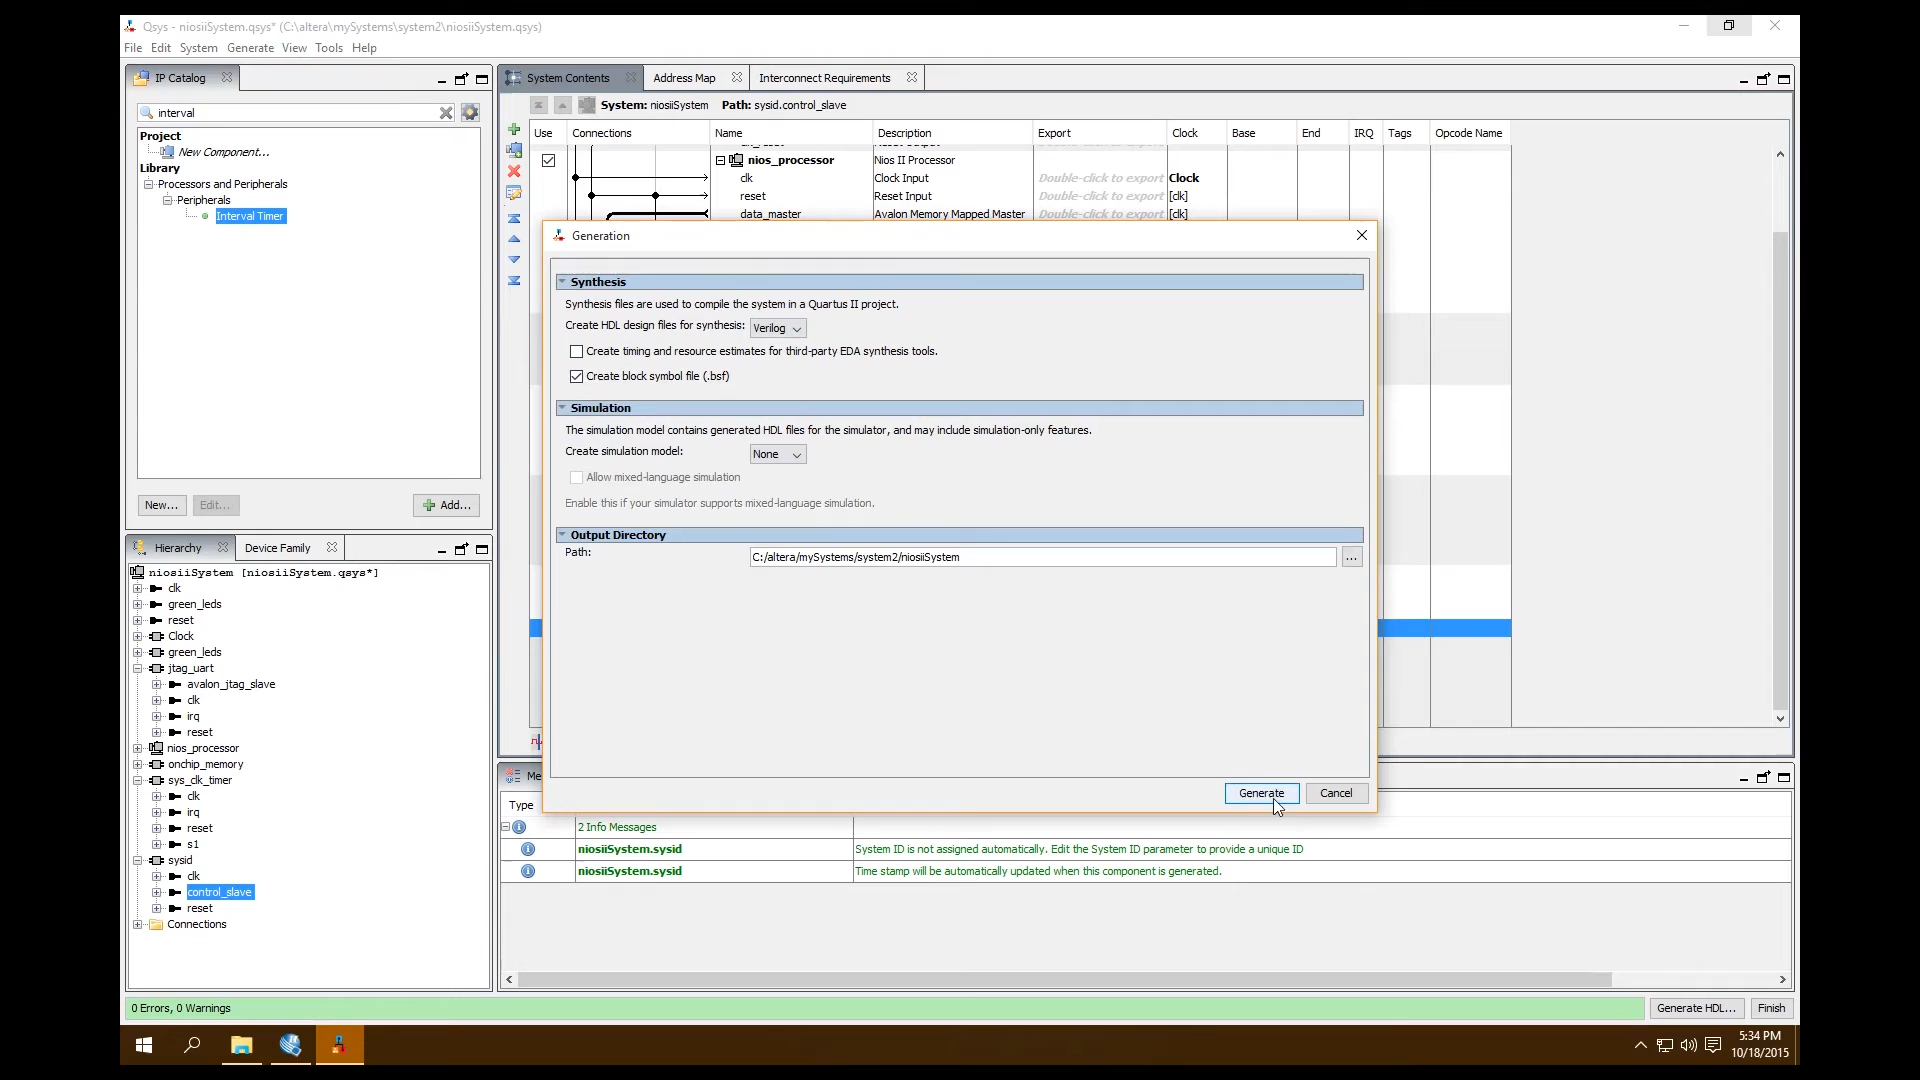 Qsys - niosiiSystem.qsys* (C:\altera\mySystems\system2\niosiiSystem.qsys)
File Edit System Generate View Tools Help
IP Catalog
interval
Project
New Component...
Library
Processors and Peripherals
Peripherals
Interval Timer
New... Edit... Add...
Hierarchy Device Family
niosiiSystem [niosiiSystem.qsys*]
clk
green_leds
reset
Clock
green_leds
jtag_uart
avalon_jtag_slave
clk
irq
reset
nios_processor
onchip_memory
sys_clk_timer
clk
irq
reset
s1
sysid
clk
control_slave
reset
Connections
System Contents Address Map Interconnect Requirements
System: niosiiSystem Path: sysid.control_slave
Use Connections Name Description Export Clock Base End IRQ Tags Opcode Name
nios_processor Nios II Processor
clk Clock Input Double-click to export Clock
reset Reset Input Double-click to export [clk]
data_master Avalon Memory Mapped Master Double-click to export [clk]
Generation
Synthesis
Synthesis files are used to compile the system in a Quartus II project.
Create HDL design files for synthesis: Verilog
Create timing and resource estimates for third-party EDA synthesis tools.
Create block symbol file (.bsf)
Simulation
The simulation model contains generated HDL files for the simulator, and may include simulation-only features.
Create simulation model: None
Allow mixed-language simulation
Enable this if your simulator supports mixed-language simulation.
Output Directory
Path: C:/altera/mySystems/system2/niosiiSystem
...
Generate Cancel
Type
2 Info Messages
niosiiSystem.sysid System ID is not assigned automatically. Edit the System ID parameter to provide a unique ID
niosiiSystem.sysid Time stamp will be automatically updated when this component is generated.
0 Errors, 0 Warnings
Generate HDL... Finish
5:34 PM
10/18/2015